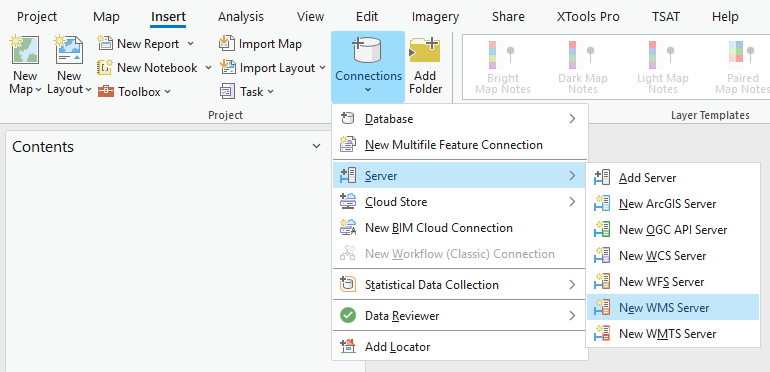 Project Map Insert Analysis View Edit Imagery Share XTools Pro TSAT Help
New Report
Import Map
New Notebook
Import Layout
New Map
New Layout
Toolbox
Task
Connections
Add Folder
Bright Map Notes
Dark Map Notes
Light Map Notes
Paired Map Notes
Project
Layer Templates
Contents
Database
New Multifile Feature Connection
Server
Cloud Store
New BIM Cloud Connection
New Workflow (Classic) Connection
Statistical Data Collection
Data Reviewer
Add Locator
Add Server
New ArcGIS Server
New OGC API Server
New WCS Server
New WFS Server
New WMS Server
New WMTS Server